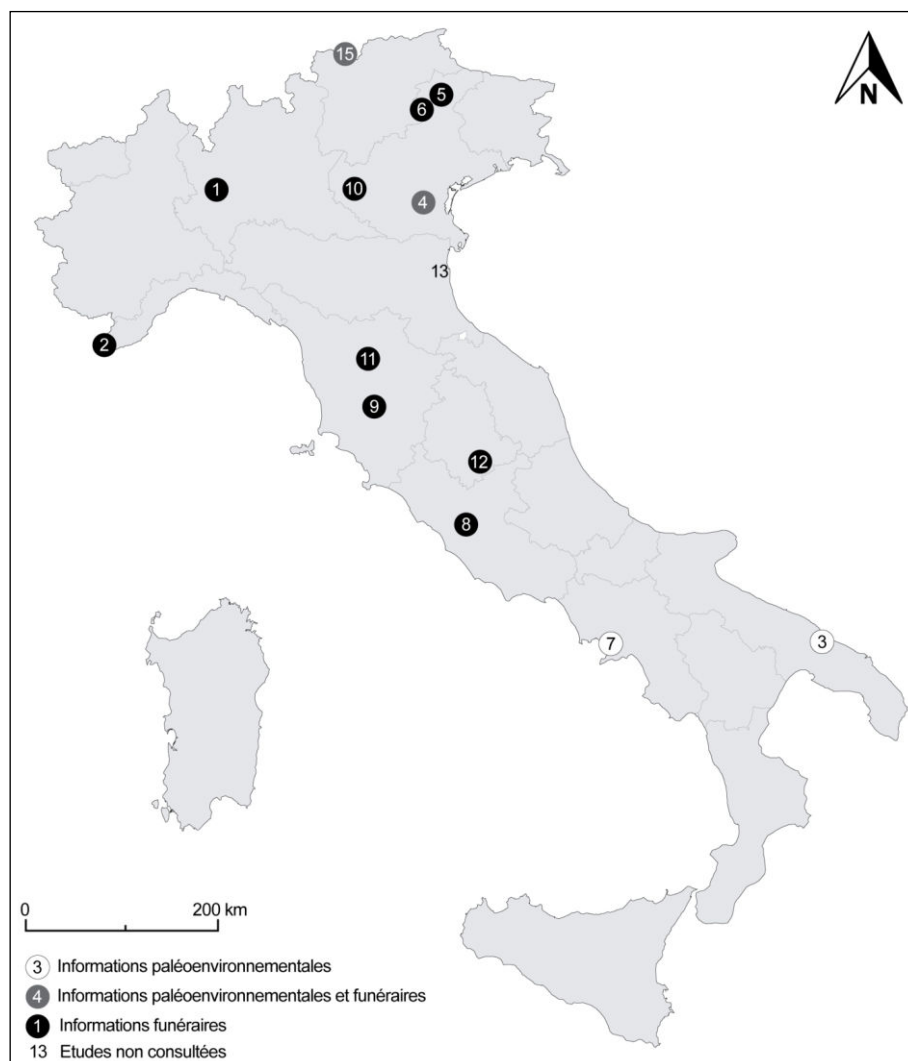 15
N
5
6
1
10
4
13
2
11
9
12
8
7
3
0 200 km
3 Informations paléoenvironnementales
4 Informations paléoenvironnementales et funéraires
1 Informations funéraires
13 Etudes non consultées